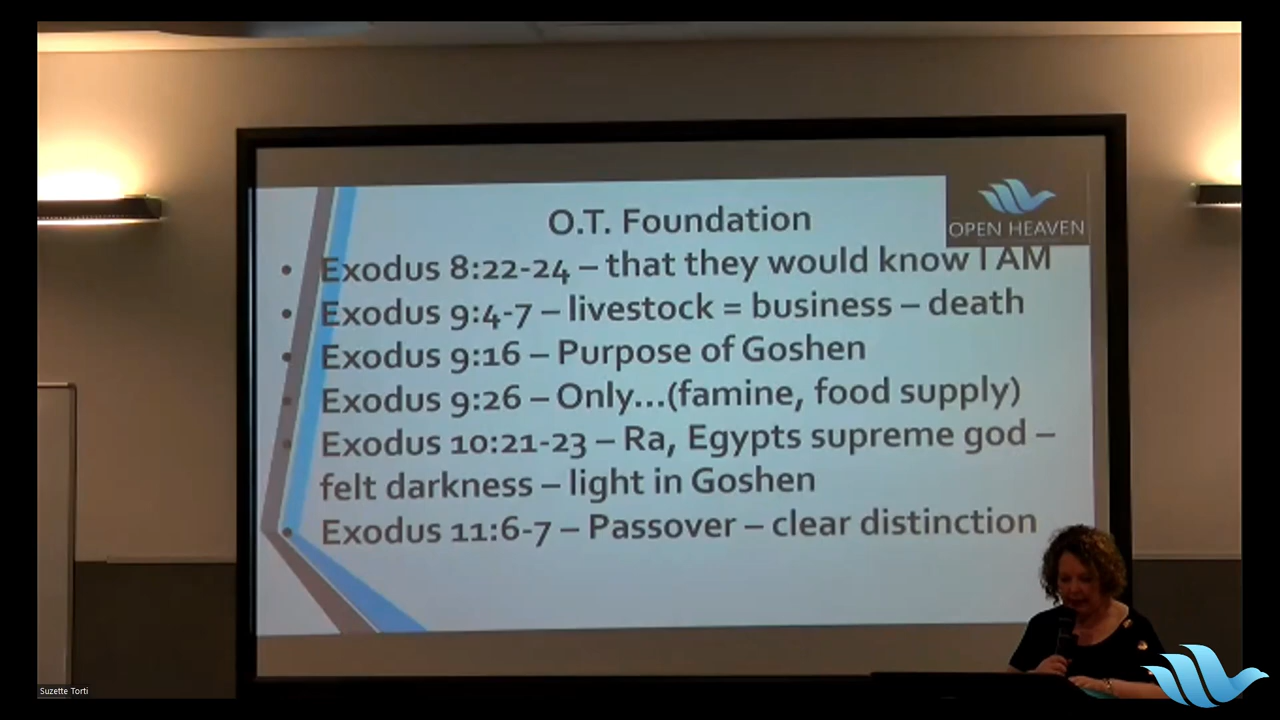 O.T. Foundation
OPEN HEAVEN
• Exodus 8:22-24 – that they would know I AM
• Exodus 9:4-7 – livestock = business – death
• Exodus 9:16 – Purpose of Goshen
• Exodus 9:26 – Only...(famine, food supply)
• Exodus 10:21-23 – Ra, Egypts supreme god –
felt darkness – light in Goshen
• Exodus 11:6-7 – Passover – clear distinction
Suzette Torti